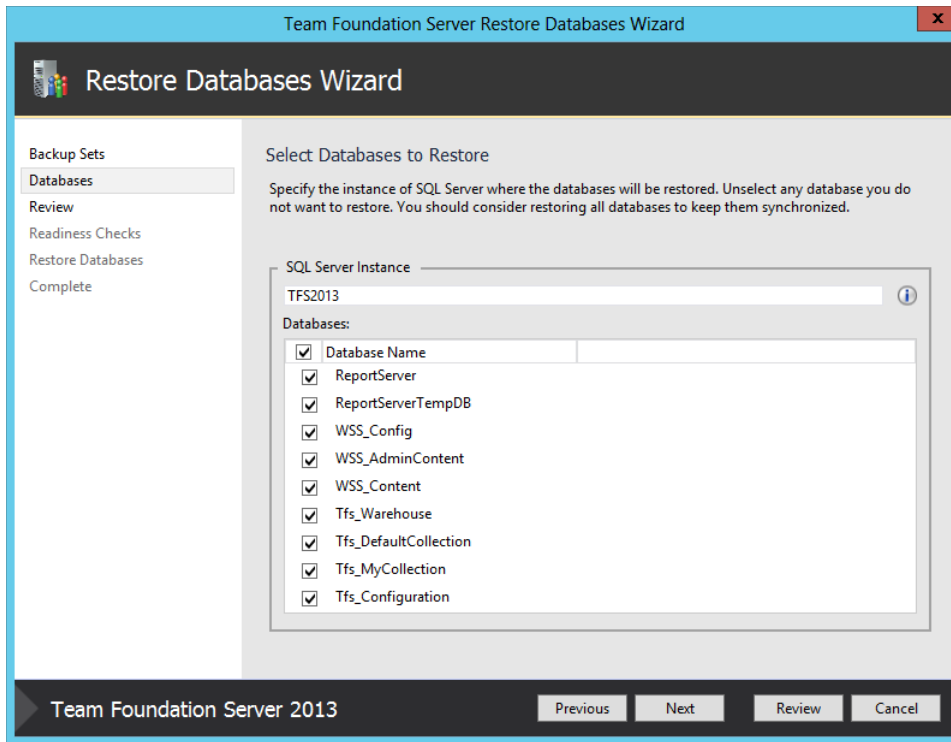 Team Foundation Server Restore Databases Wizard
x
Restore Databases Wizard
Backup Sets
Databases
Review
Readiness Checks
Restore Databases
Complete
Select Databases to Restore
Specify the instance of SQL Server where the databases will be restored. Unselect any database you do
not want to restore. You should consider restoring all databases to keep them synchronized.
SQL Server Instance
TFS2013
Databases:
Database Name
ReportServer
ReportServerTempDB
WSS_Config
WSS_AdminContent
WSS_Content
Tfs_Warehouse
Tfs_DefaultCollection
Tfs_MyCollection
Tfs_Configuration
Team Foundation Server 2013
Previous
Next
Review
Cancel